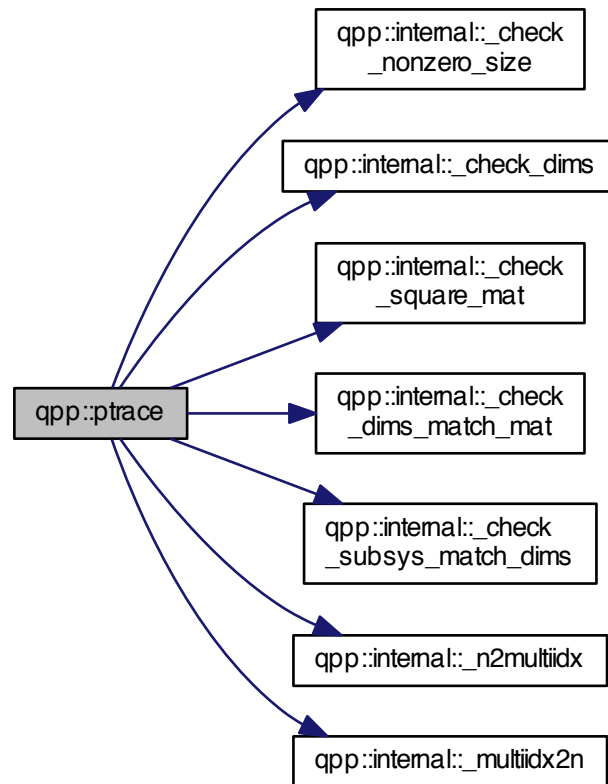 qpp::internal::_check
_nonzero_size
qpp::internal::_check_dims
qpp::internal::_check
_square_mat
qpp::ptrace
qpp::internal::_check
_dims_match_mat
qpp::internal::_check
_subsys_match_dims
qpp::internal::_n2multiidx
qpp::internal::_multiidx2n